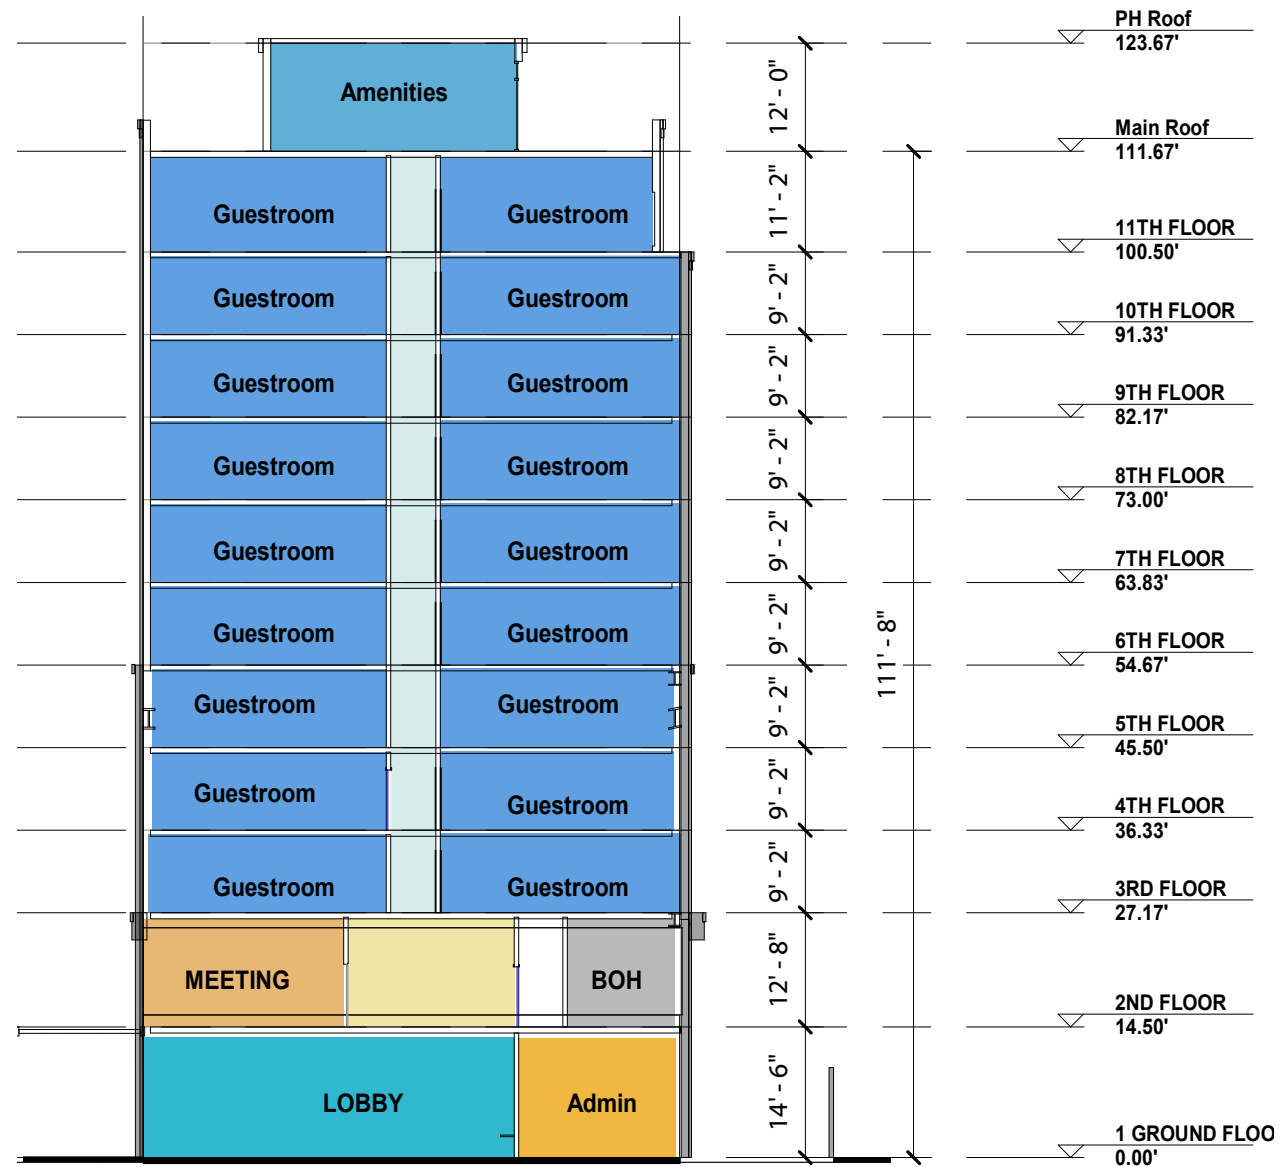 PH Roof
123.67'
12' - 0"
Amenities
Main Roof
111.67'
11' - 2"
Guestroom
Guestroom
11TH FLOOR
100.50'
9' - 2"
Guestroom
Guestroom
10TH FLOOR
91.33'
9' - 2"
Guestroom
Guestroom
9TH FLOOR
82.17'
9' - 2"
Guestroom
Guestroom
8TH FLOOR
73.00'
9' - 2"
Guestroom
Guestroom
7TH FLOOR
63.83'
9' - 2"
Guestroom
Guestroom
111' - 8"
6TH FLOOR
54.67'
9' - 2"
Guestroom
Guestroom
5TH FLOOR
45.50'
9' - 2"
Guestroom
Guestroom
4TH FLOOR
36.33'
9' - 2"
Guestroom
Guestroom
3RD FLOOR
27.17'
12' - 8"
MEETING
BOH
2ND FLOOR
14.50'
14' - 6"
LOBBY
Admin
1 GROUND FLOO
0.00'